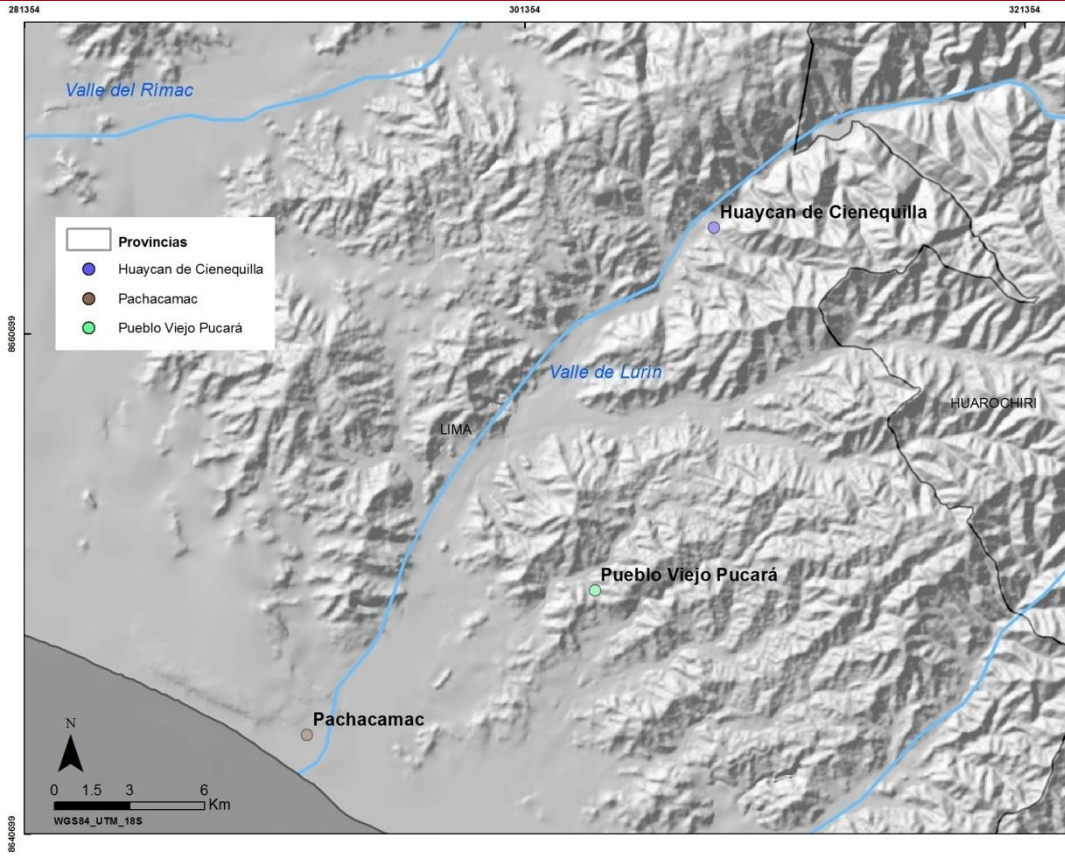 281354
301354
321354
Valle del Rimac
Huaycan de Cienequilla
Provincias
Huaycan de Cienequilla
Pachacamac
Pueblo Viejo Pucará
8660699
Valle de Lurin
HUAROCHIRI
LIMA
Pueblo Viejo Pucará
Pachacamac
N
0 1.5 3 6
Km
WGS84_UTM_18S
8640699